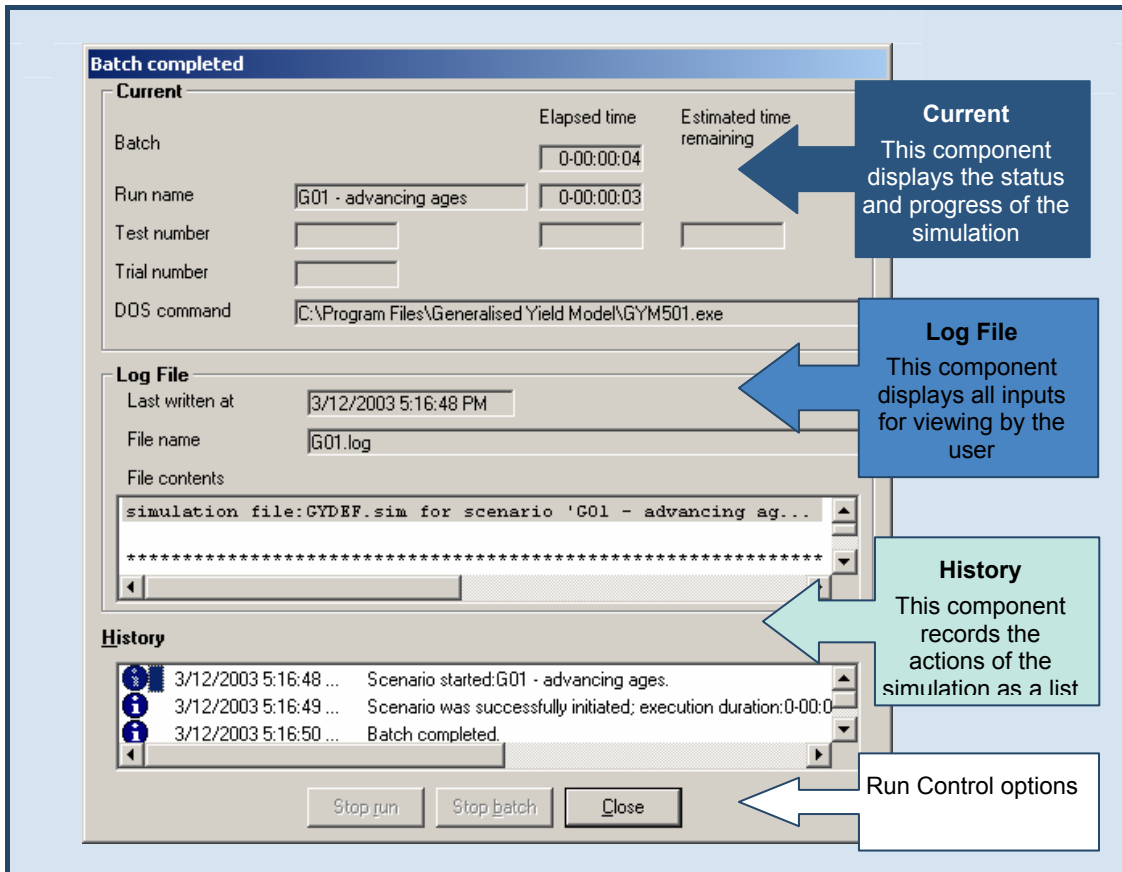 Batch completed
Current
Elapsed time
Estimated time
remaining
Batch
0-00:00:04
Run name
G01 - advancing ages
0-00:00:03
Test number
Trial number
DOS command
C:\Program Files\Generalised Yield Model\GYM501.exe
Current
This component
displays the status
and progress of the
simulation
Log File
Last written at
3/12/2003 5:16:48 PM
File name
G01.log
File contents
simulation file:GYDEF.sim for scenario 'G01 - advancing ag...
**************************************************************
Log File
This component
displays all inputs
for viewing by the
user
History
3/12/2003 5:16:48 ... Scenario started:G01 - advancing ages.
3/12/2003 5:16:49 ... Scenario was successfully initiated; execution duration:0-00:0
3/12/2003 5:16:50 ... Batch completed.
History
This component
records the
actions of the
simulation as a list
Stop run
Stop batch
Close
Run Control options